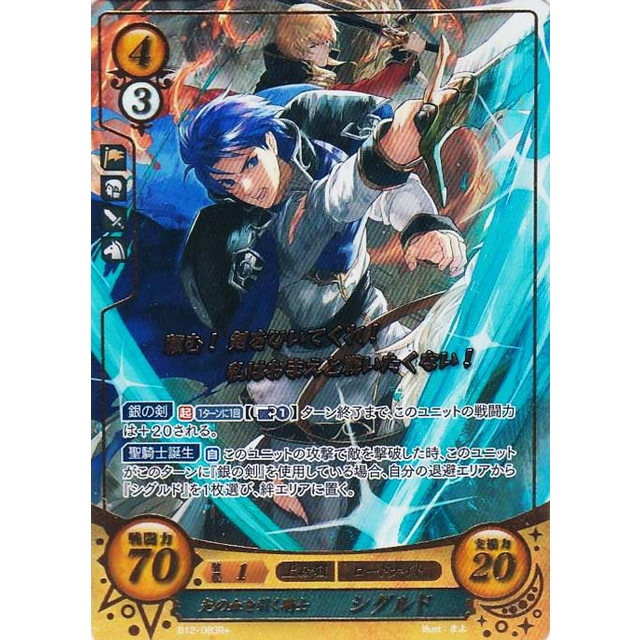 4
3
頼む！ 剣をひいてくれ！
私はおまえと戦いたくない！
銀の剣 起 1ターンに1回【1】ターン終了まで、このユニットの戦闘力
は+20される。
聖騎士誕生 自 このユニットの攻撃で敵を撃破した時、このユニット
がこのターンに『銀の剣』を使用している場合、自分の退避エリアから
『シグルド』を1枚選び、絆エリアに置く。
戦闘力
70
射程 1 上級職 ロードナイト
支援力
20
シグルド
B12-083R+
Illust：まよ